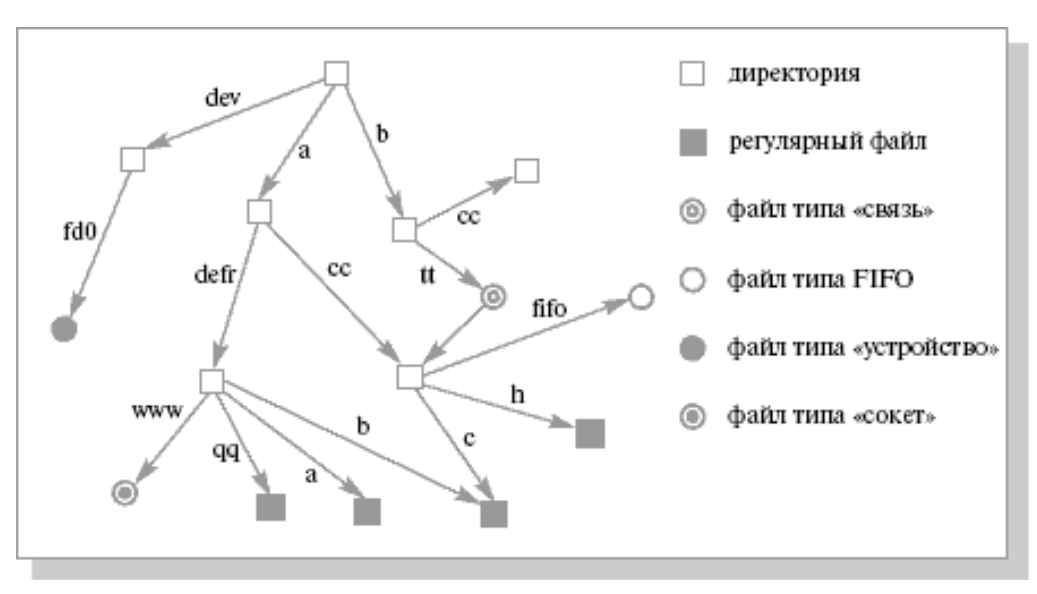 dev
a
b
cc
fd0
defr
cc
tt
fifo
www
qq
a
b
c
h
директория
регулярный файл
файл типа «связь»
файл типа FIFO
файл типа «устройство»
файл типа «сокет»